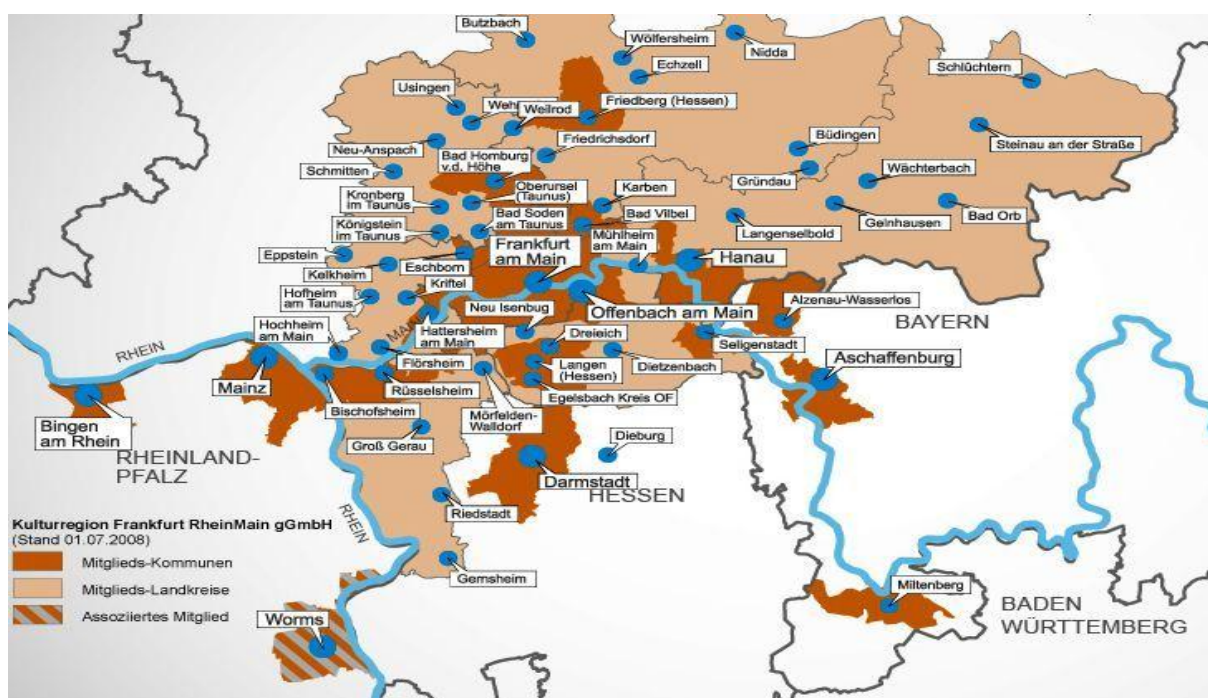 Butzbach
Wölfersheim
Nidda
Echzell
Schlüchtern
Usingen
Weilrod
Friedberg (Hessen)
Neu-Anspach
Friedrichsdorf
Büdingen
Steinau an der Straße
Bad Homburg
v.d. Höhe
Schmitten
Gründau
Wächterbach
Kronberg
im Taunus
Oberursel
(Taunus)
Karben
Königstein
im Taunus
Bad Soden
am Taunus
Bad Vilbel
Langenselbold
Gelnhausen
Bad Orb
Mühlheim
am Main
Eppstein
Frankfurt
am Main
Hanau
Kelkheim
Eschborn
Kriftel
Hofheim
am Taunus
Neu Isenbug
Offenbach am Main
Alzenau-Wasserlos
BAYERN
Hochheim
am Main
MAIN
Hattersheim
am Main
Dreieich
Seligenstadt
RHEIN
Aschaffenburg
Mainz
Flörsheim
Langen
(Hessen)
Dietzenbach
Rüsselsheim
Egelsbach Kreis OF
Bingen
am Rhein
Bischofsheim
Mörfelden-
Walldorf
Groß Gerau
Dieburg
RHEINLAND-
PFALZ
Darmstadt
HESSEN
Riedstadt
RHEIN
Kulturregion Frankfurt RheinMain gGmbH
(Stand 01.07.2008)
Mitglieds-Kommunen
Mitglieds-Landkreise
Assoziiertes Mitglied
Gernsheim
Worms
Miltenberg
BADEN
WÜRTTEMBERG